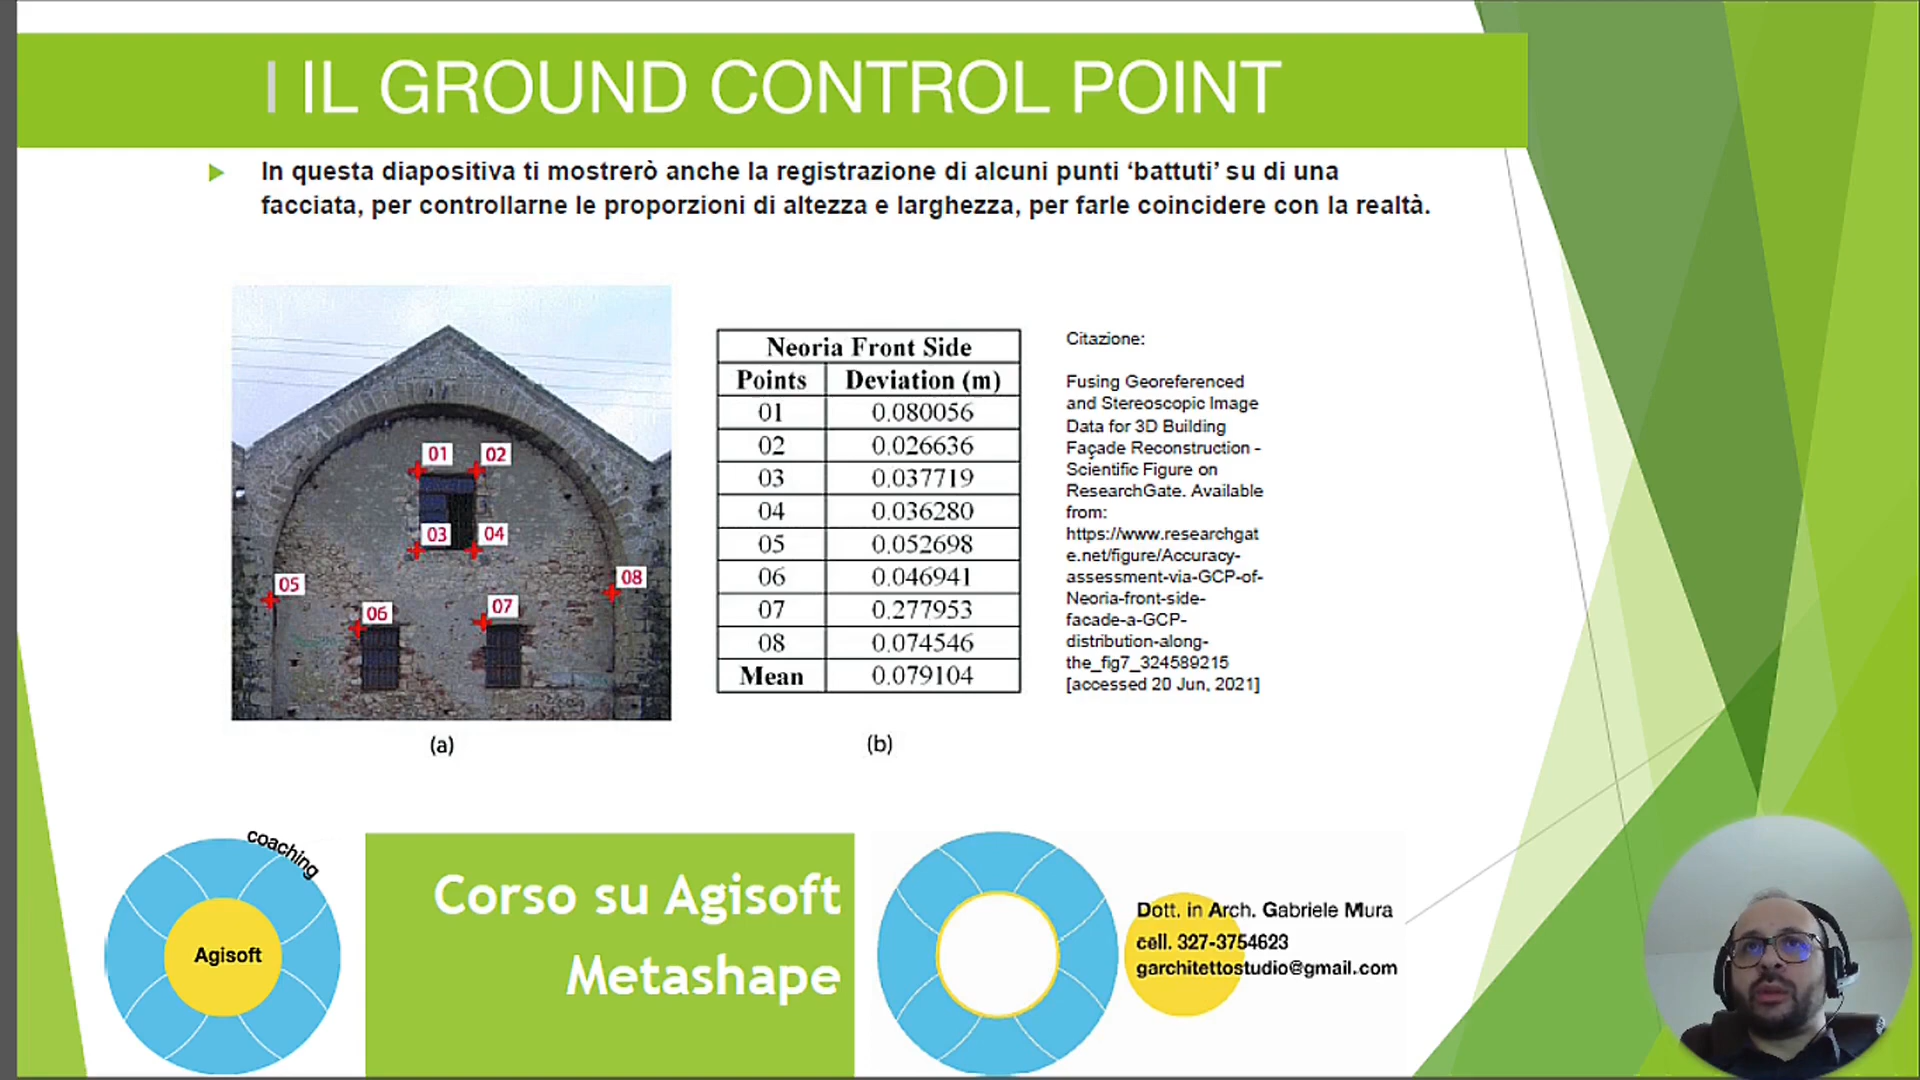 I IL GROUND CONTROL POINT
In questa diapositiva ti mostrerò anche la registrazione di alcuni punti ‘battuti’ su di una
facciata, per controllarne le proporzioni di altezza e larghezza, per farle coincidere con la realtà.
01 02
03 04
05 08
06 07
(a)
Neoria Front Side
Points Deviation (m)
01 0.080056
02 0.026636
03 0.037719
04 0.036280
05 0.052698
06 0.046941
07 0.277953
08 0.074546
Mean 0.079104
(b)
Citazione:
Fusing Georeferenced
and Stereoscopic Image
Data for 3D Building
Façade Reconstruction -
Scientific Figure on
ResearchGate. Available
from:
https://www.researchgat
e.net/figure/Accuracy-
assessment-via-GCP-of-
Neoria-front-side-
facade-a-GCP-
distribution-along-
the_fig7_324589215
[accessed 20 Jun, 2021]
coaching
Agisoft
Corso su Agisoft
Metashape
Dott. in Arch. Gabriele Mura
cell. 327-3754623
garchitettostudio@gmail.com